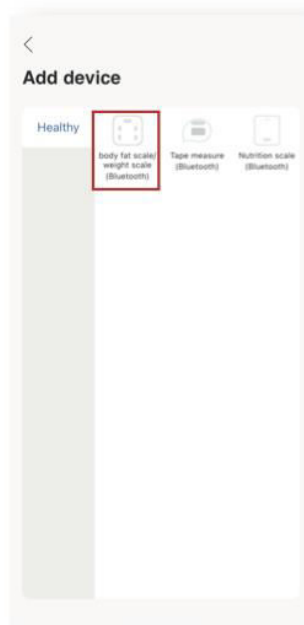 Add device
Healthy
body fat scale/
weight scale
(Bluetooth)
Tape measure
(Bluetooth)
Nutrition scale
(Bluetooth)